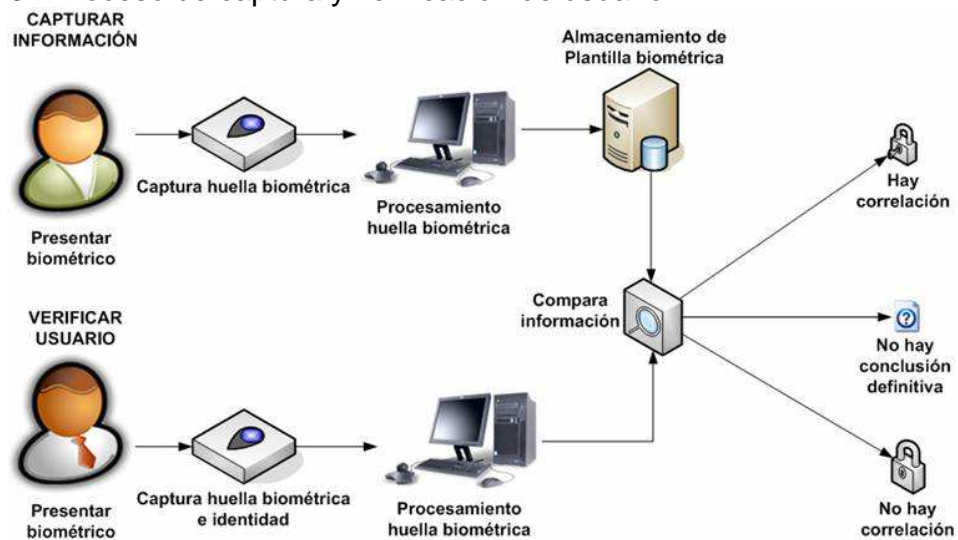 CAPTURAR
INFORMACIÓN
Almacenamiento de
Plantilla biométrica
Captura huella biométrica
Procesamiento
huella biométrica
Presentar
biométrico
Hay
correlación
Compara
información
No hay
conclusión
definitiva
VERIFICAR
USUARIO
Captura huella biométrica
e identidad
Procesamiento
huella biométrica
Presentar
biométrico
No hay
correlación